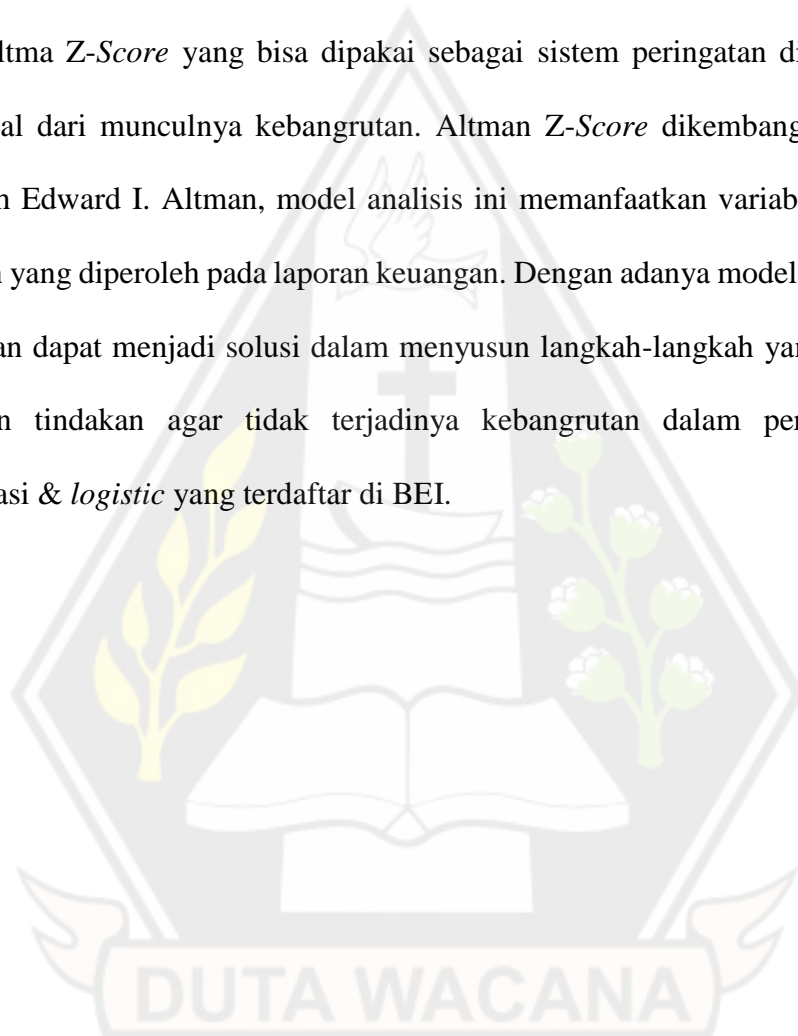 ltma Z-Score yang bisa dipakai sebagai sistem peringatan di
al dari munculnya kebangrutan. Altman Z-Score dikembang
n Edward I. Altman, model analisis ini memanfaatkan variab
yang diperoleh pada laporan keuangan. Dengan adanya model
an dapat menjadi solusi dalam menyusun langkah-langkah yan
n tindakan agar tidak terjadinya kebangrutan dalam per
asi & logistic yang terdaftar di BEI.
DUTA WACANA